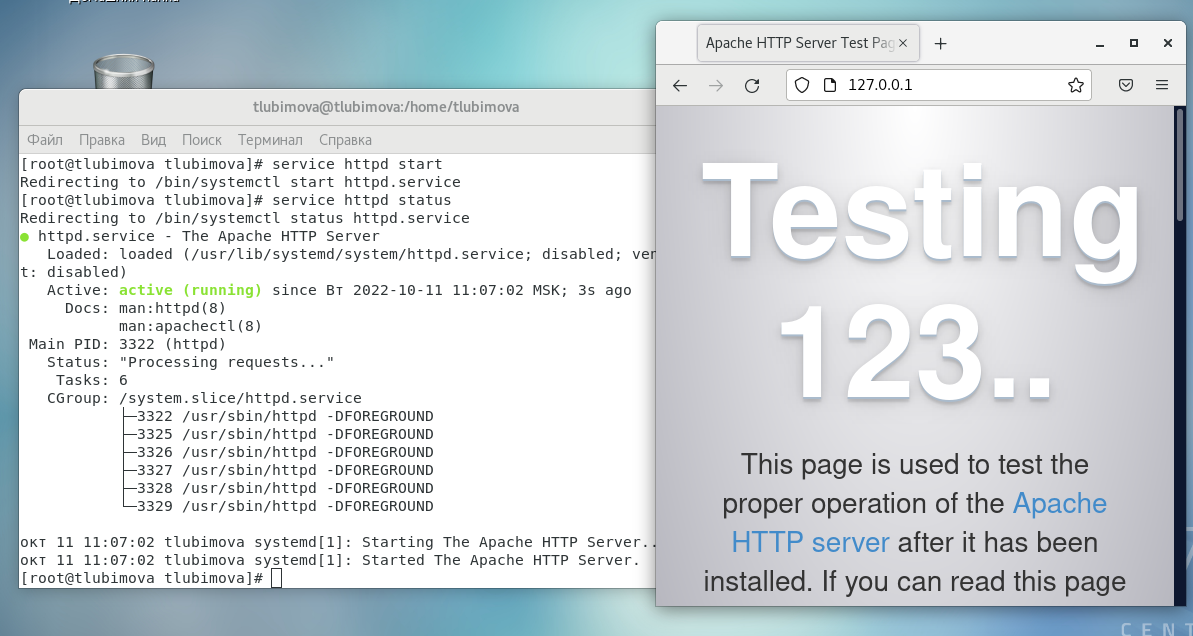 Домашняя папка
tlubimova@tlubimova:/home/tlubimova
Файл Правка Вид Поиск Терминал Справка
[root@tlubimova tlubimova]# service httpd start
Redirecting to /bin/systemctl start httpd.service
[root@tlubimova tlubimova]# service httpd status
Redirecting to /bin/systemctl status httpd.service
● httpd.service - The Apache HTTP Server
   Loaded: loaded (/usr/lib/systemd/system/httpd.service; disabled; ven
t: disabled)
   Active: active (running) since Вт 2022-10-11 11:07:02 MSK; 3s ago
     Docs: man:httpd(8)
           man:apachectl(8)
 Main PID: 3322 (httpd)
   Status: "Processing requests..."
    Tasks: 6
   CGroup: /system.slice/httpd.service
           ├─3322 /usr/sbin/httpd -DFOREGROUND
           ├─3325 /usr/sbin/httpd -DFOREGROUND
           ├─3326 /usr/sbin/httpd -DFOREGROUND
           ├─3327 /usr/sbin/httpd -DFOREGROUND
           ├─3328 /usr/sbin/httpd -DFOREGROUND
           └─3329 /usr/sbin/httpd -DFOREGROUND
окт 11 11:07:02 tlubimova systemd[1]: Starting The Apache HTTP Server..
окт 11 11:07:02 tlubimova systemd[1]: Started The Apache HTTP Server.
[root@tlubimova tlubimova]#
Apache HTTP Server Test Pag
127.0.0.1
Testing
123..
This page is used to test the
proper operation of the Apache
HTTP server after it has been
installed. If you can read this page
7
CENT